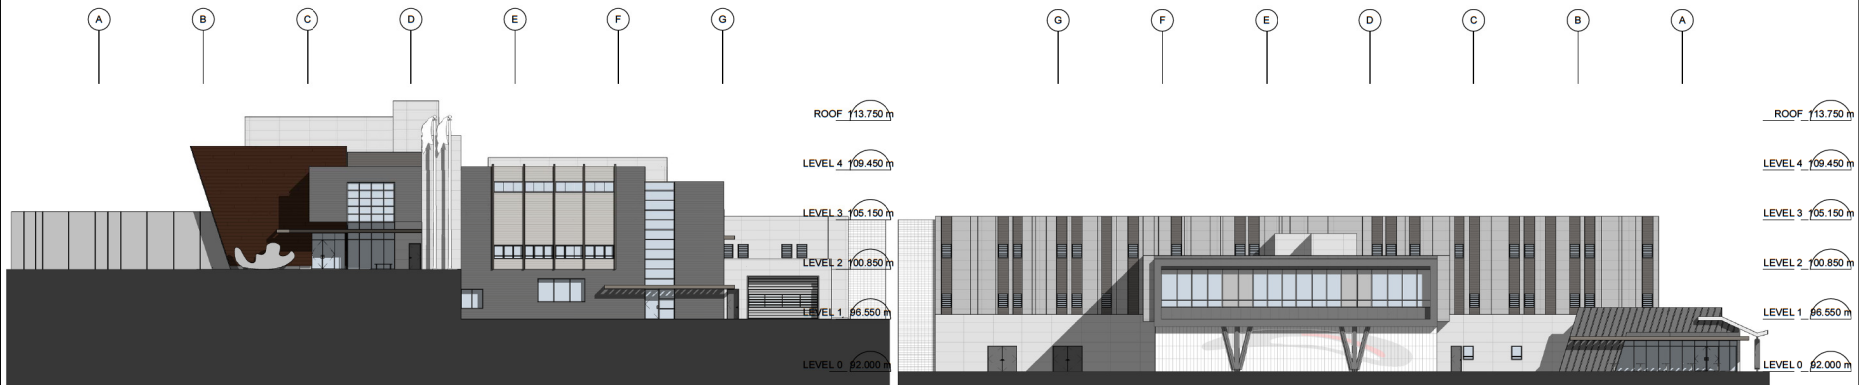 A B C D E F G
G F E D C B A
ROOF 113.750 m
LEVEL 4 109.450 m
LEVEL 3 105.150 m
LEVEL 2 100.850 m
LEVEL 1 96.550 m
LEVEL 0 92.000 m
ROOF 113.750 m
LEVEL 4 109.450 m
LEVEL 3 105.150 m
LEVEL 2 100.850 m
LEVEL 1 96.550 m
LEVEL 0 92.000 m